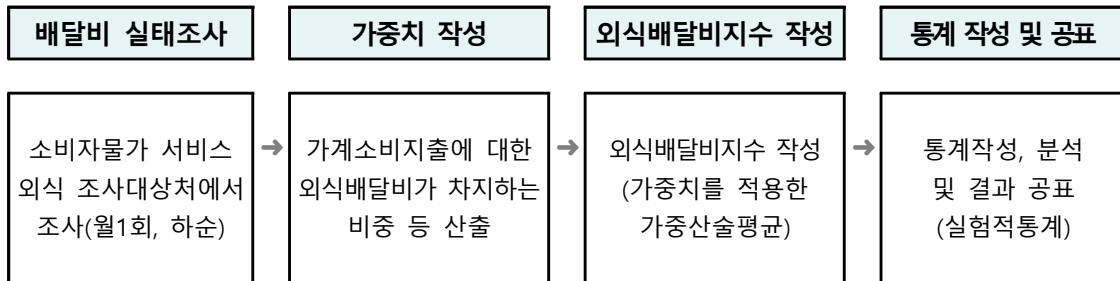 배달비 실태조사
가중치 작성
외식배달비지수 작성
통계 작성 및 공표
소비자물가 서비스
외식 조사대상처에서
조사(월1회, 하순)
➜
가계소비지출에 대한
외식배달비가 차지하는
비중 등 산출
➜
외식배달비지수 작성
(가중치를 적용한
가중산술평균)
➜
통계작성, 분석
및 결과 공표
(실험적통계)